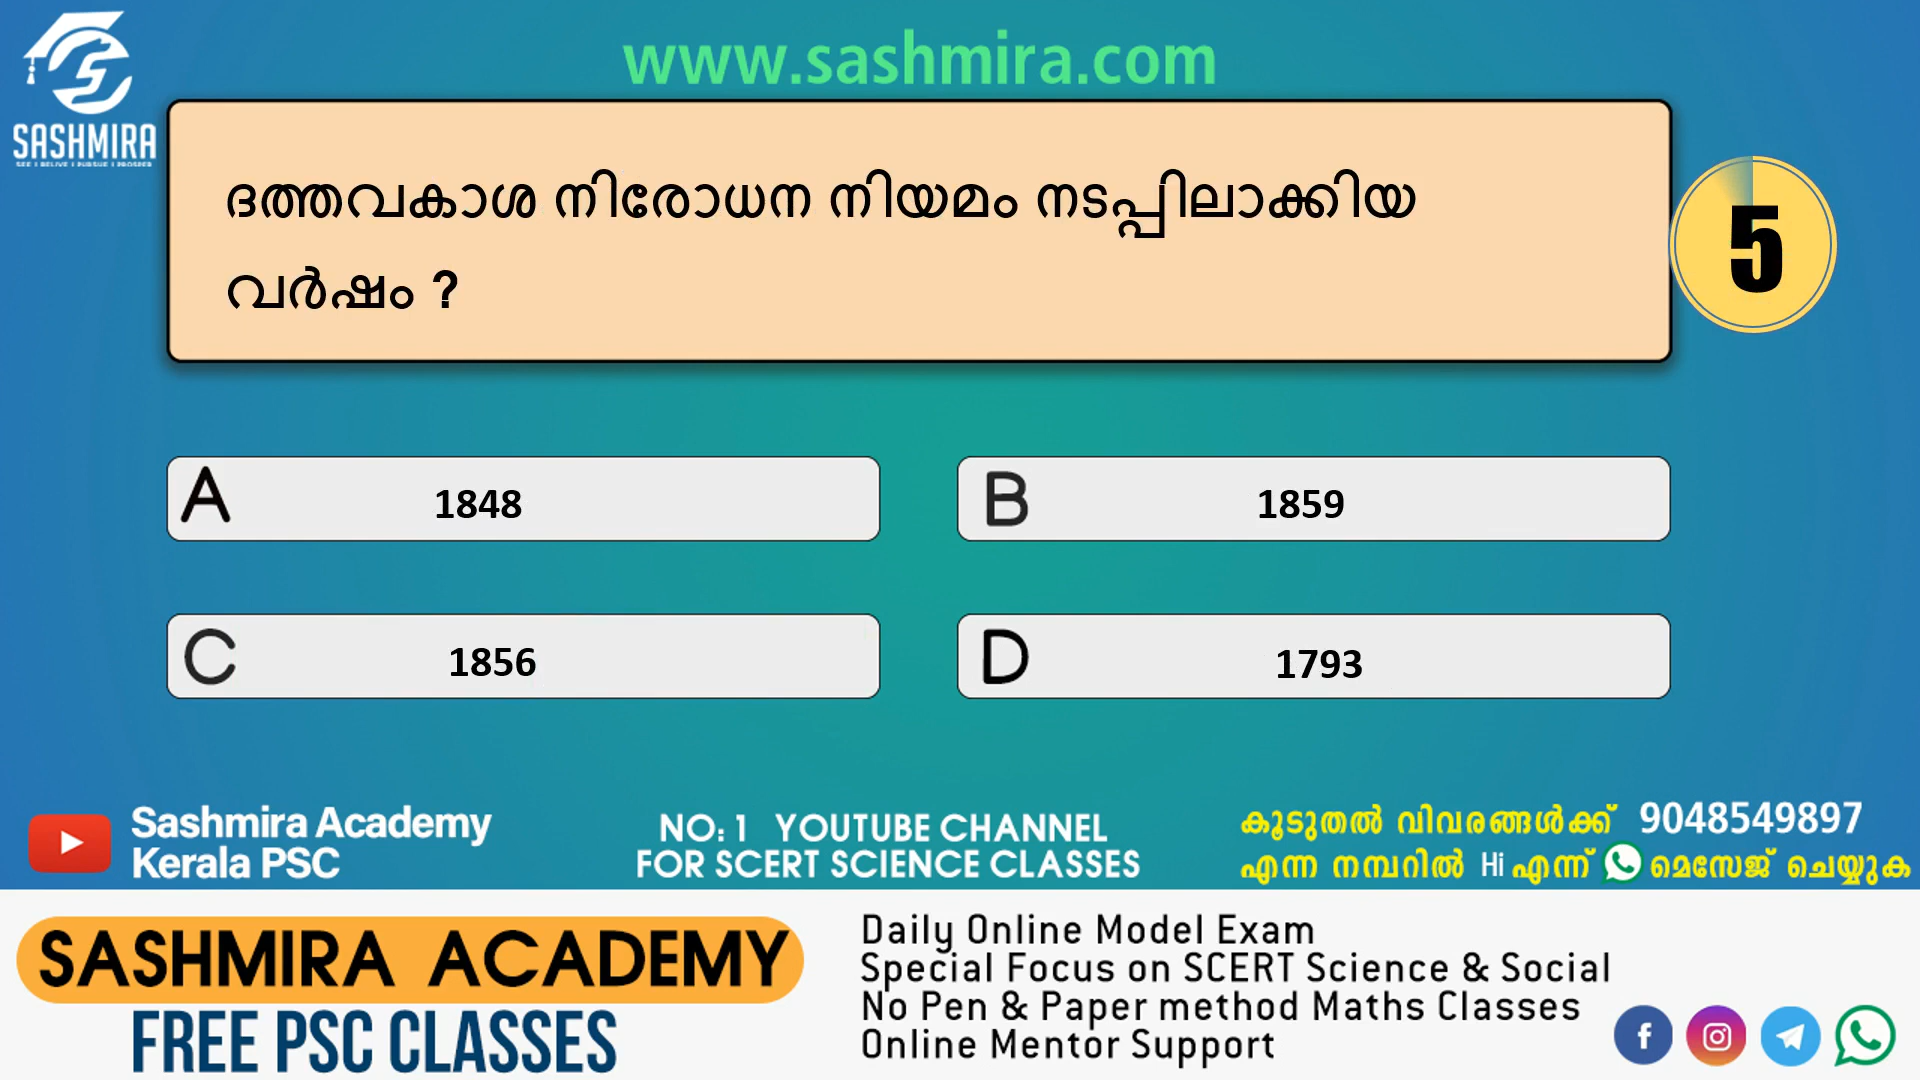 www.sashmira.com
SASHMIRA
SEE I BELIVE I PURSUE I PROSPER
ദത്തവകാശ നിരോധന നിയമം നടപ്പിലാക്കിയ
വർഷം ?
5
A 1848
B 1859
C 1856
D 1793
Sashmira Academy
Kerala PSC
NO: 1 YOUTUBE CHANNEL
FOR SCERT SCIENCE CLASSES
കൂടുതൽ വിവരങ്ങൾക്ക് 9048549897
എന്ന നമ്പറിൽ Hi എന്ന് മെസേജ് ചെയ്യുക
SASHMIRA ACADEMY
FREE PSC CLASSES
Daily Online Model Exam
Special Focus on SCERT Science & Social
No Pen & Paper method Maths Classes
Online Mentor Support